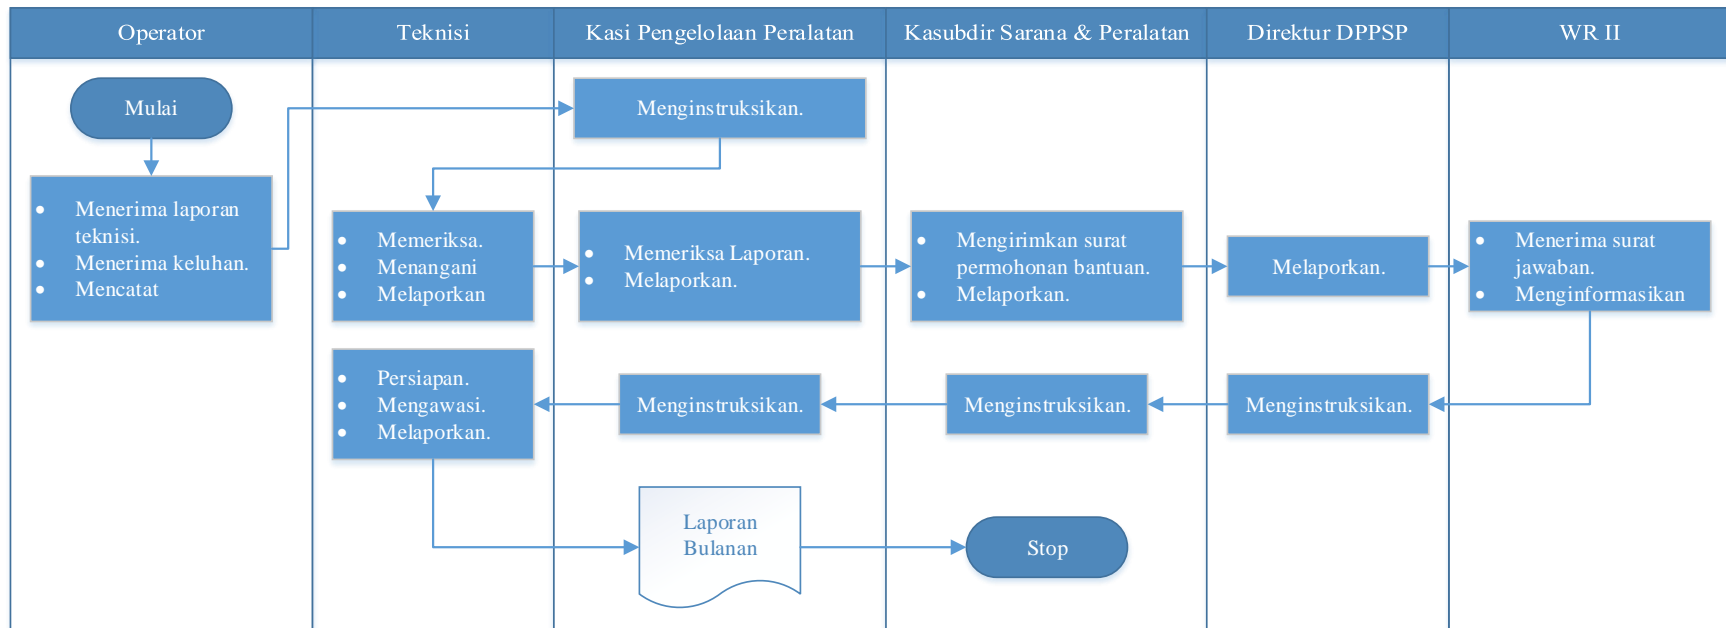 Operator
Teknisi
Kasi Pengelolaan Peralatan
Kasubdir Sarana & Peralatan
Direktur DPPSP
WR II
Mulai
Menginstruksikan.
• Menerima laporan
teknisi.
• Menerima keluhan.
• Mencatat
• Memeriksa.
• Menangani
• Melaporkan
• Memeriksa Laporan.
• Melaporkan.
• Mengirimkan surat
permohonan bantuan.
• Melaporkan.
Melaporkan.
• Menerima surat
jawaban.
• Menginformasikan
• Persiapan.
• Mengawasi.
• Melaporkan.
Menginstruksikan.
Menginstruksikan.
Menginstruksikan.
Laporan
Bulanan
Stop